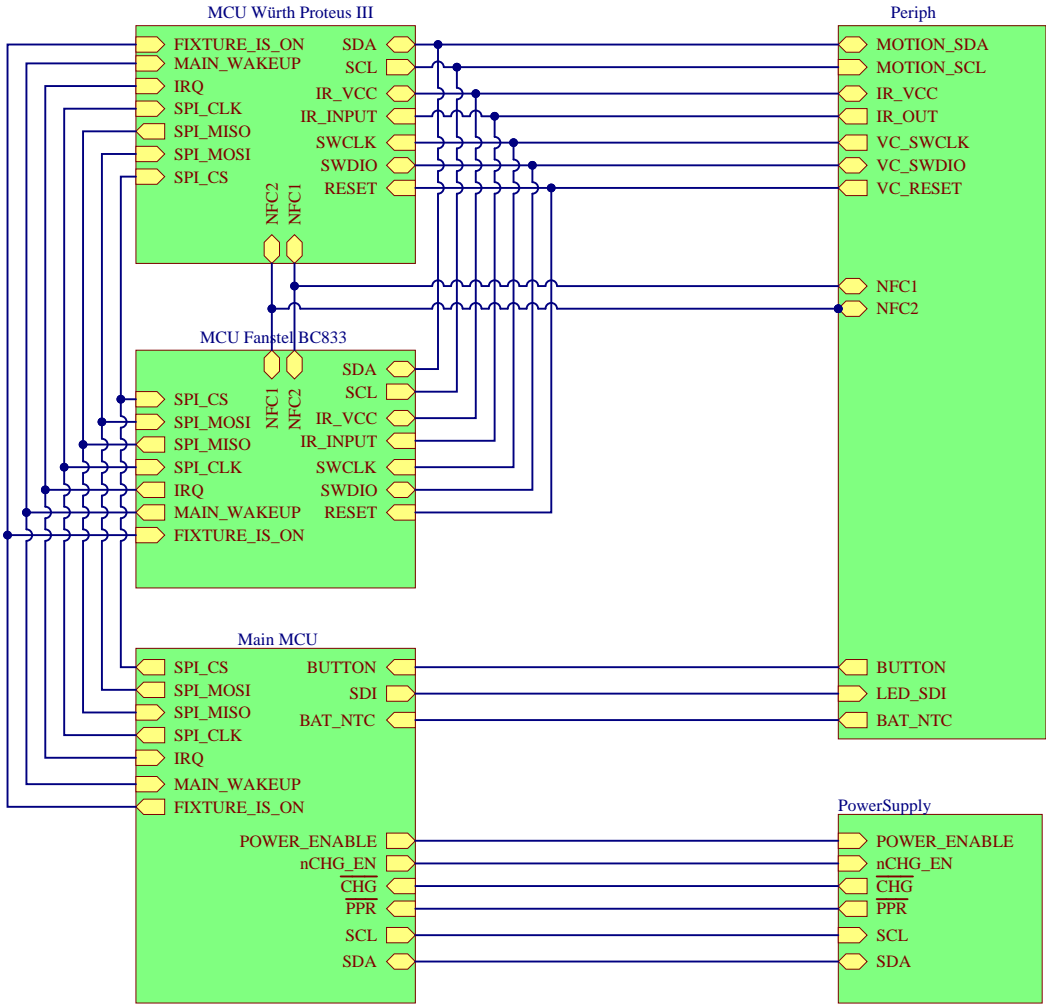 MCU Würth Proteus III
FIXTURE_IS_ON
MAIN_WAKEUP
IRQ
SPI_CLK
SPI_MISO
SPI_MOSI
SPI_CS
SDA
SCL
IR_VCC
IR_INPUT
SWCLK
SWDIO
RESET
NFC2
NFC1
Periph
MOTION_SDA
MOTION_SCL
IR_VCC
IR_OUT
VC_SWCLK
VC_SWDIO
VC_RESET
NFC1
NFC2
BUTTON
LED_SDI
BAT_NTC
MCU Fanstel BC833
NFC1
NFC2
SPI_CS
SPI_MOSI
SPI_MISO
SPI_CLK
IRQ
MAIN_WAKEUP
FIXTURE_IS_ON
SDA
SCL
IR_VCC
IR_INPUT
SWCLK
SWDIO
RESET
Main MCU
SPI_CS
SPI_MOSI
SPI_MISO
SPI_CLK
IRQ
MAIN_WAKEUP
FIXTURE_IS_ON
BUTTON
SDI
BAT_NTC
POWER_ENABLE
nCHG_EN
CHG
PPR
SCL
SDA
PowerSupply
POWER_ENABLE
nCHG_EN
CHG
PPR
SCL
SDA